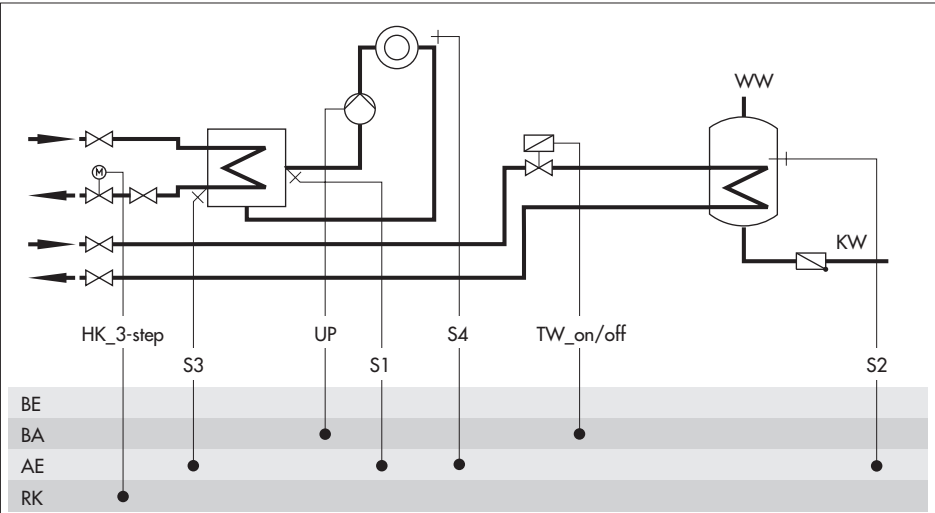 WW
M
KW
HK_3-step UP S4 TW_on/off
S3 S1 S2
BE
BA
AE
RK